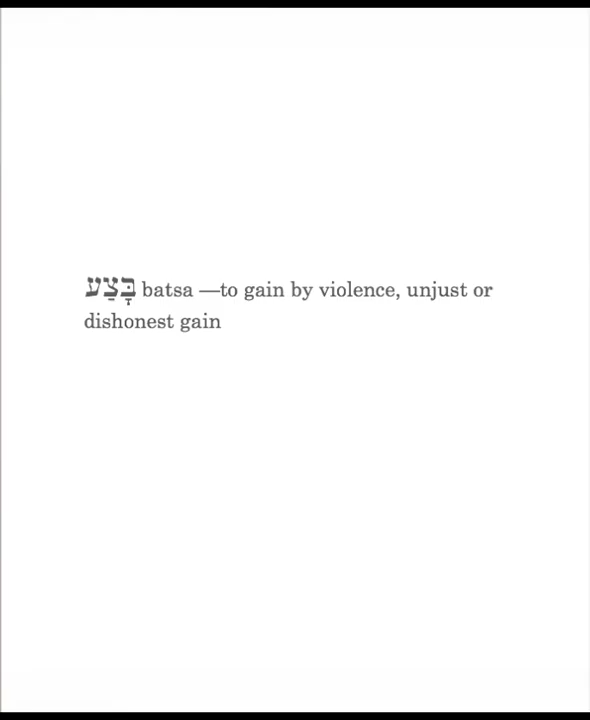 בָּצַע batsa —to gain by violence, unjust or
dishonest gain